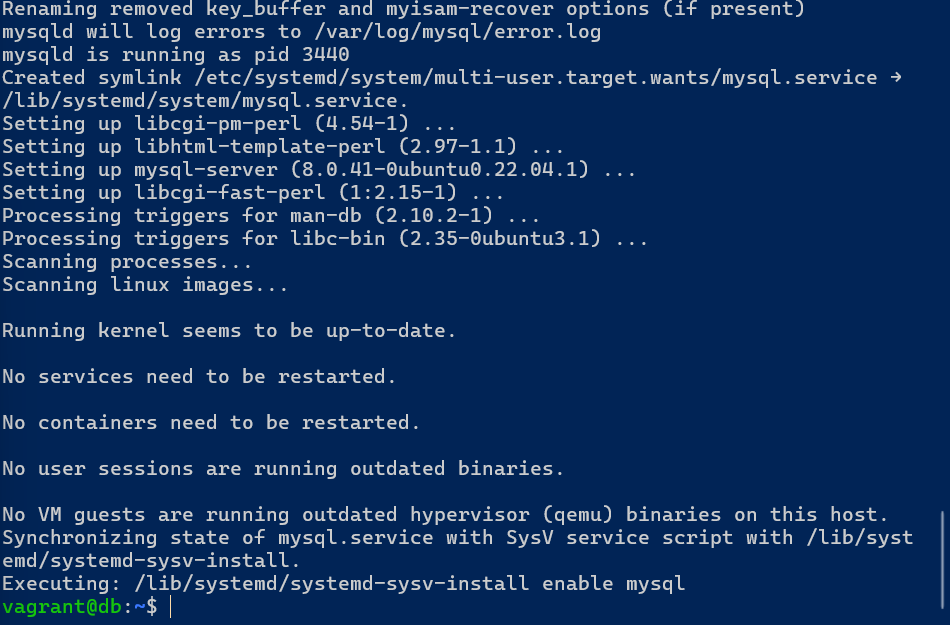 Renaming removed key_buffer and myisam-recover options (if present)
mysqld will log errors to /var/log/mysql/error.log
mysqld is running as pid 3440
Created symlink /etc/systemd/system/multi-user.target.wants/mysql.service →
/lib/systemd/system/mysql.service.
Setting up libcgi-pm-perl (4.54-1) ...
Setting up libhtml-template-perl (2.97-1.1) ...
Setting up mysql-server (8.0.41-0ubuntu0.22.04.1) ...
Setting up libcgi-fast-perl (1:2.15-1) ...
Processing triggers for man-db (2.10.2-1) ...
Processing triggers for libc-bin (2.35-0ubuntu3.1) ...
Scanning processes...
Scanning linux images...
Running kernel seems to be up-to-date.
No services need to be restarted.
No containers need to be restarted.
No user sessions are running outdated binaries.
No VM guests are running outdated hypervisor (qemu) binaries on this host.
Synchronizing state of mysql.service with SysV service script with /lib/syst
emd/systemd-sysv-install.
Executing: /lib/systemd/systemd-sysv-install enable mysql
vagrant@db:~$